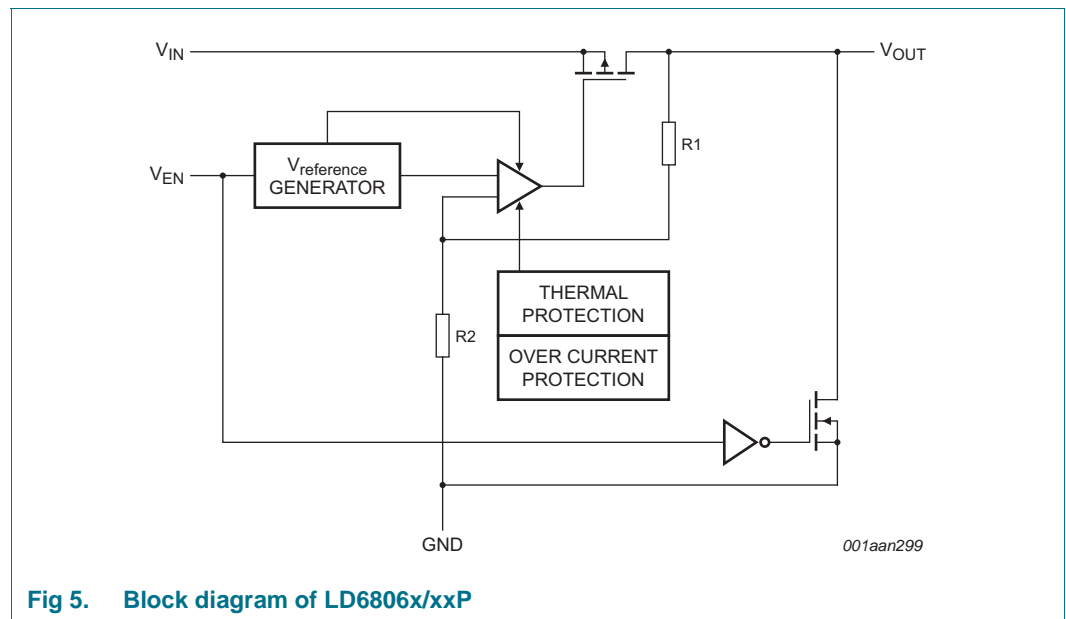 VIN
VOUT
R1
VEN
Vreference
GENERATOR
THERMAL
PROTECTION
R2
OVER CURRENT
PROTECTION
GND
001aan299
Fig 5. Block diagram of LD6806x/xxP